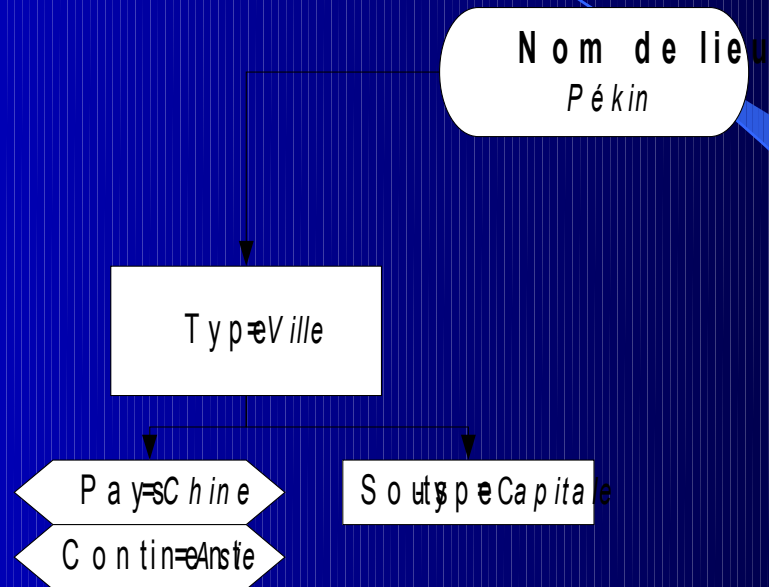 Nom de lieu
Pékin
Type=Ville
Pays=Chine
Sous-type=Capitale
Continent=Asie